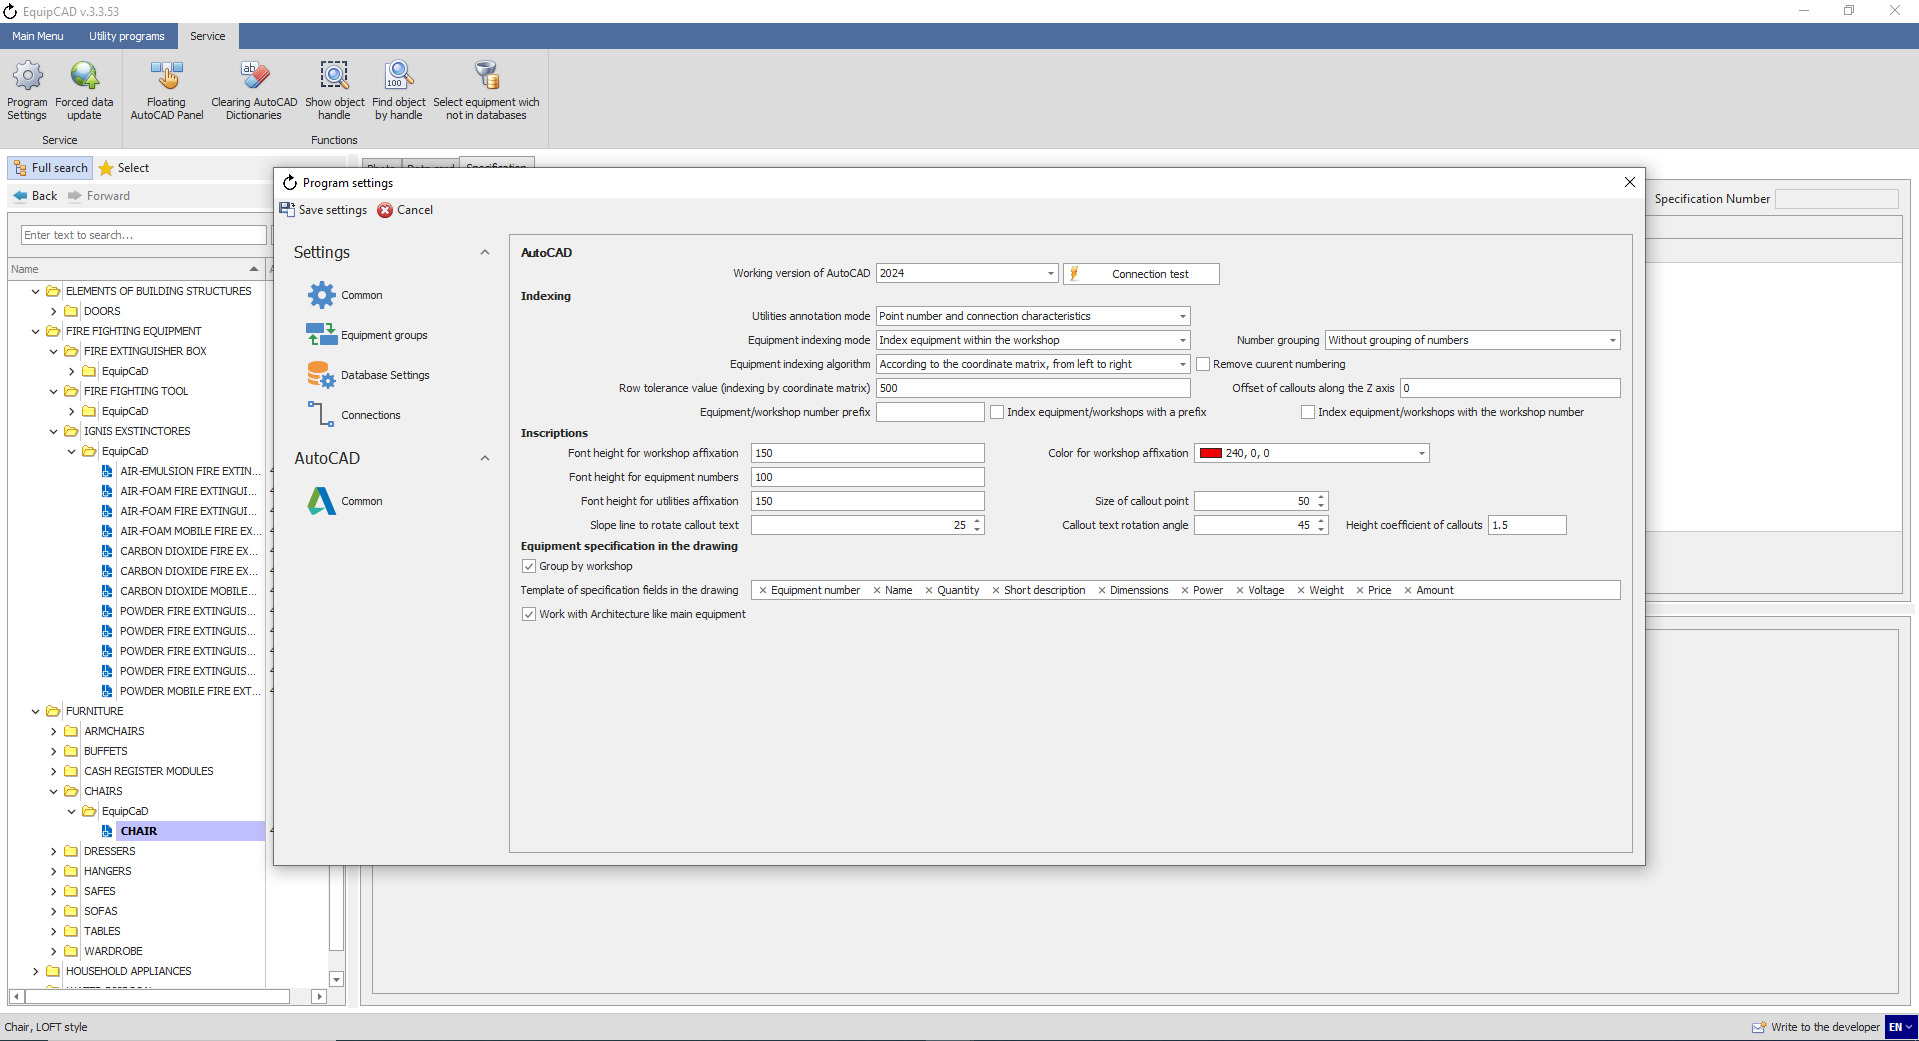 EquipCAD v.3.3.53
Main Menu Utility programs Service
Program Settings
Forced data update
Floating AutoCAD Panel
Clearing AutoCAD Dictionaries
Show object handle
Find object by handle
Select equipment wich not in databases
Service Functions
Full search Select
Back Forward
Enter text to search...
Name
ELEMENTS OF BUILDING STRUCTURES
DOORS
FIRE FIGHTING EQUIPMENT
FIRE EXTINGUISHER BOX
EquipCaD
FIRE FIGHTING TOOL
EquipCaD
IGNIS EXSTINCTORES
EquipCaD
AIR-EMULSION FIRE EXTIN...
AIR-FOAM FIRE EXTINGUI...
AIR-FOAM FIRE EXTINGUI...
AIR-FOAM MOBILE FIRE EX...
CARBON DIOXIDE FIRE EX...
CARBON DIOXIDE FIRE EX...
CARBON DIOXIDE MOBILE...
POWDER FIRE EXTINGUIS...
POWDER FIRE EXTINGUIS...
POWDER FIRE EXTINGUIS...
POWDER FIRE EXTINGUIS...
POWDER MOBILE FIRE EXT...
FURNITURE
ARMCHAIRS
BUFFETS
CASH REGISTER MODULES
CHAIRS
EquipCaD
CHAIR
DRESSERS
HANGERS
SAFES
SOFAS
TABLES
WARDROBE
HOUSEHOLD APPLIANCES
Specification
Specification Number
Program settings
Save settings Cancel
Settings
Common
Equipment groups
Database Settings
Connections
AutoCAD
Common
AutoCAD
Working version of AutoCAD 2024 Connection test
Indexing
Utilities annotation mode Point number and connection characteristics
Equipment indexing mode Index equipment within the workshop Number grouping Without grouping of numbers
Equipment indexing algorithm According to the coordinate matrix, from left to right Remove cuurent numbering
Row tolerance value (indexing by coordinate matrix) 500 Offset of callouts along the Z axis 0
Equipment/workshop number prefix Index equipment/workshops with a prefix Index equipment/workshops with the workshop number
Inscriptions
Font height for workshop affixation 150 Color for workshop affixation 240, 0, 0
Font height for equipment numbers 100
Font height for utilities affixation 150 Size of callout point 50
Slope line to rotate callout text 25 Callout text rotation angle 45 Height coefficient of callouts 1.5
Equipment specification in the drawing
Group by workshop
Template of specification fields in the drawing Equipment number Name Quantity Short description Dimenssions Power Voltage Weight Price Amount
Work with Architecture like main equipment
Chair, LOFT style
Write to the developer EN